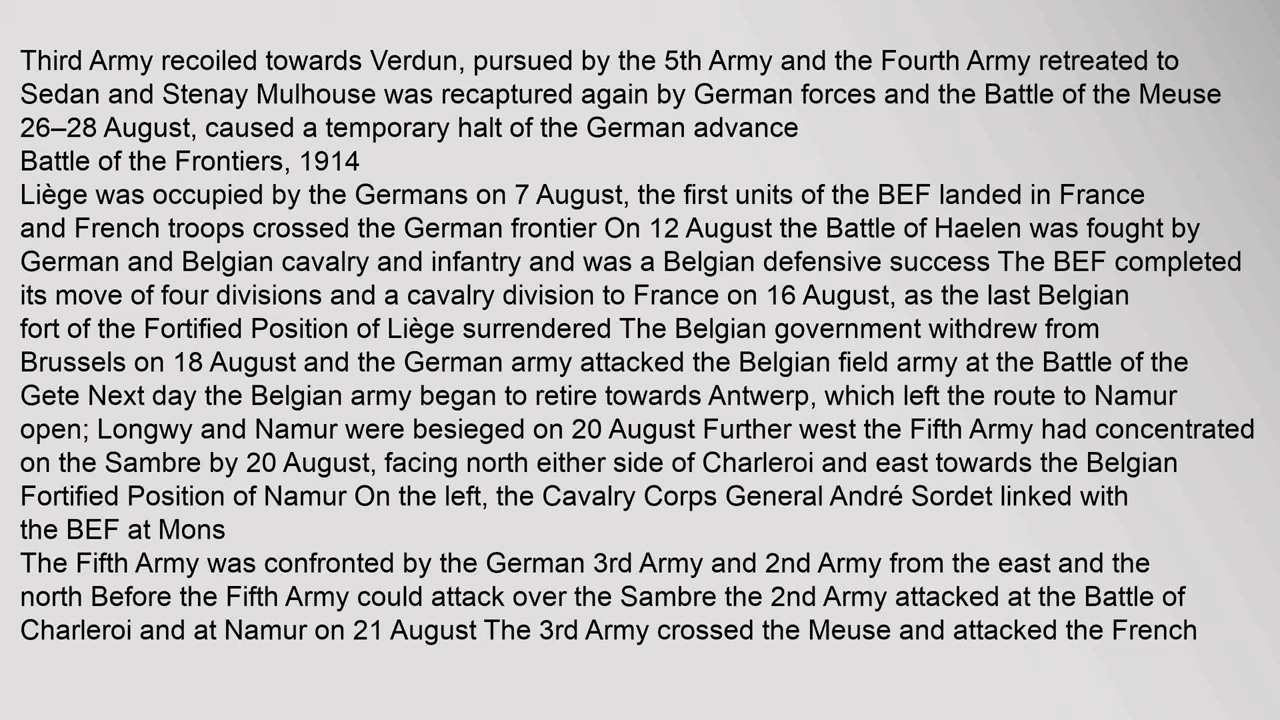 Third Army recoiled towards Verdun, pursued by the 5th Army and the Fourth Army retreated to
Sedan and Stenay Mulhouse was recaptured again by German forces and the Battle of the Meuse
26–28 August, caused a temporary halt of the German advance
Battle of the Frontiers, 1914
Liège was occupied by the Germans on 7 August, the first units of the BEF landed in France
and French troops crossed the German frontier On 12 August the Battle of Haelen was fought by
German and Belgian cavalry and infantry and was a Belgian defensive success The BEF completed
its move of four divisions and a cavalry division to France on 16 August, as the last Belgian
fort of the Fortified Position of Liège surrendered The Belgian government withdrew from
Brussels on 18 August and the German army attacked the Belgian field army at the Battle of the
Gete Next day the Belgian army began to retire towards Antwerp, which left the route to Namur
open; Longwy and Namur were besieged on 20 August Further west the Fifth Army had concentrated
on the Sambre by 20 August, facing north either side of Charleroi and east towards the Belgian
Fortified Position of Namur On the left, the Cavalry Corps General André Sordet linked with
the BEF at Mons
The Fifth Army was confronted by the German 3rd Army and 2nd Army from the east and the
north Before the Fifth Army could attack over the Sambre the 2nd Army attacked at the Battle of
Charleroi and at Namur on 21 August The 3rd Army crossed the Meuse and attacked the French